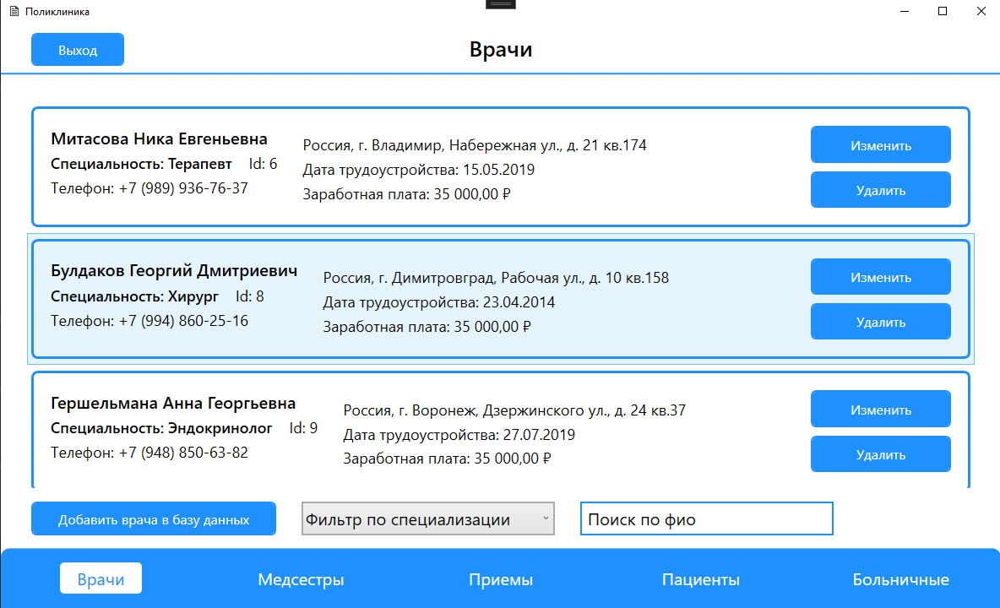 Поликлиника
Выход
Врачи
Митасова Ника Евгеньевна
Специальность: Терапевт Id: 6
Телефон: +7 (989) 936-76-37
Россия, г. Владимир, Набережная ул., д. 21 кв.174
Дата трудоустройства: 15.05.2019
Заработная плата: 35 000,00 ₽
Изменить
Удалить
Булдаков Георгий Дмитриевич
Специальность: Хирург Id: 8
Телефон: +7 (994) 860-25-16
Россия, г. Димитровград, Рабочая ул., д. 10 кв.158
Дата трудоустройства: 23.04.2014
Заработная плата: 35 000,00 ₽
Изменить
Удалить
Гершельмана Анна Георгьевна
Специальность: Эндокринолог Id: 9
Телефон: +7 (948) 850-63-82
Россия, г. Воронеж, Дзержинского ул., д. 24 кв.37
Дата трудоустройства: 27.07.2019
Заработная плата: 35 000,00 ₽
Изменить
Удалить
Добавить врача в базу данных
Фильтр по специализации
Поиск по фио
Врачи
Медсестры
Приемы
Пациенты
Больничные